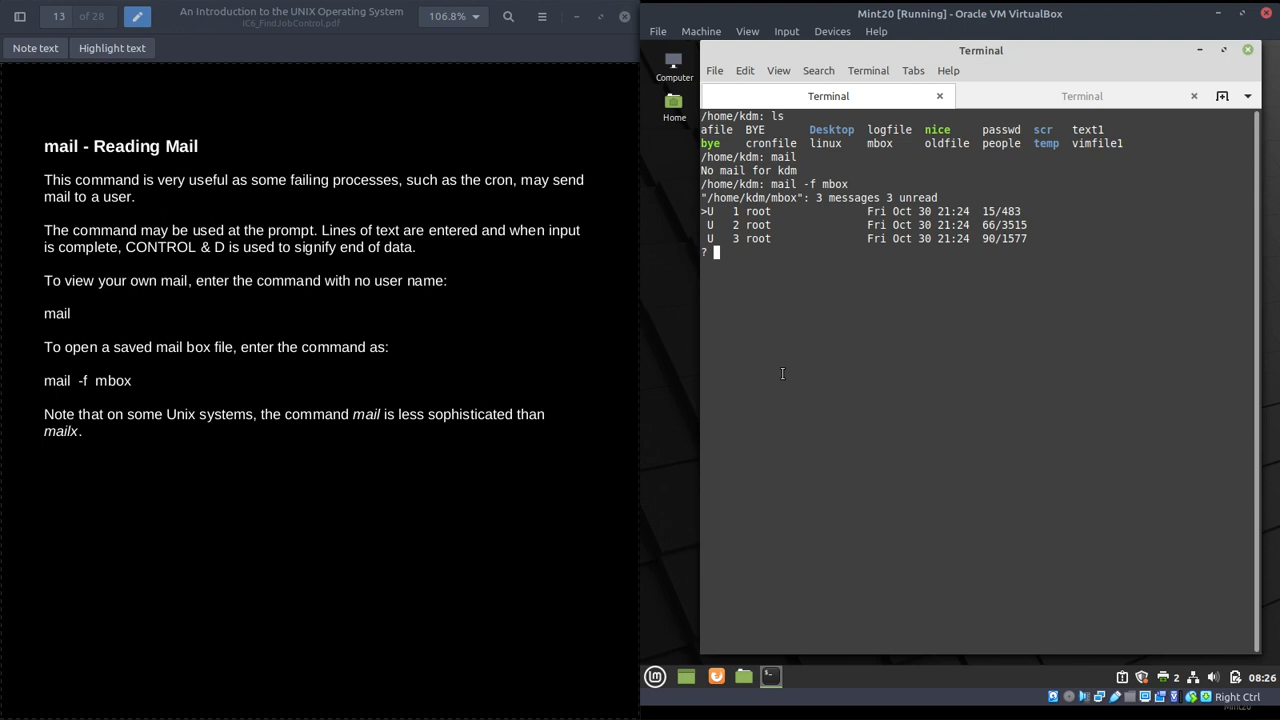 13 of 28
An Introduction to the UNIX Operating System
IC6_FindJobControl.pdf
106.8%
Note text Highlight text
mail - Reading Mail
This command is very useful as some failing processes, such as the cron, may send
mail to a user.
The command may be used at the prompt. Lines of text are entered and when input
is complete, CONTROL & D is used to signify end of data.
To view your own mail, enter the command with no user name:
mail
To open a saved mail box file, enter the command as:
mail -f mbox
Note that on some Unix systems, the command mail is less sophisticated than
mailx.
Mint20 [Running] - Oracle VM VirtualBox
File Machine View Input Devices Help
Computer
Home
Terminal
File Edit View Search Terminal Tabs Help
Terminal Terminal
/home/kdm: ls
afile BYE Desktop logfile nice passwd scr text1
bye cronfile linux mbox oldfile people temp vimfile1
/home/kdm: mail
No mail for kdm
/home/kdm: mail -f mbox
"/home/kdm/mbox": 3 messages 3 unread
>U 1 root Fri Oct 30 21:24 15/483
U 2 root Fri Oct 30 21:24 66/3515
U 3 root Fri Oct 30 21:24 90/1577
?
2 08:26
Right Ctrl
Mint20